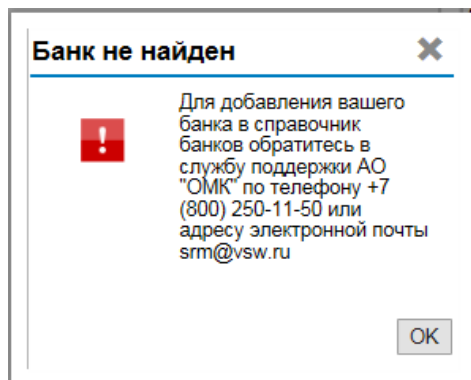 Банк не найден
Для добавления вашего
банка в справочник
банков обратитесь в
службу поддержки АО
"ОМК" по телефону +7
(800) 250-11-50 или
адресу электронной почты
srm@vsw.ru
OK